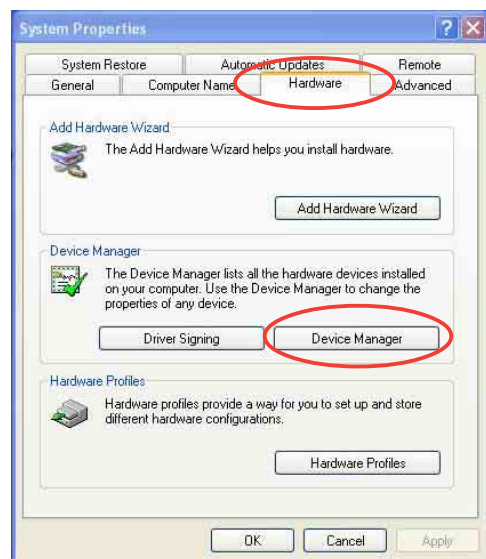 System Properties
System Restore Automatic Updates Remote
General Computer Name Hardware Advanced
Add Hardware Wizard
The Add Hardware Wizard helps you install hardware.
Add Hardware Wizard
Device Manager
The Device Manager lists all the hardware devices installed
on your computer. Use the Device Manager to change the
properties of any device.
Driver Signing Device Manager
Hardware Profiles
Hardware profiles provide a way for you to set up and store
different hardware configurations.
Hardware Profiles
OK Cancel Apply